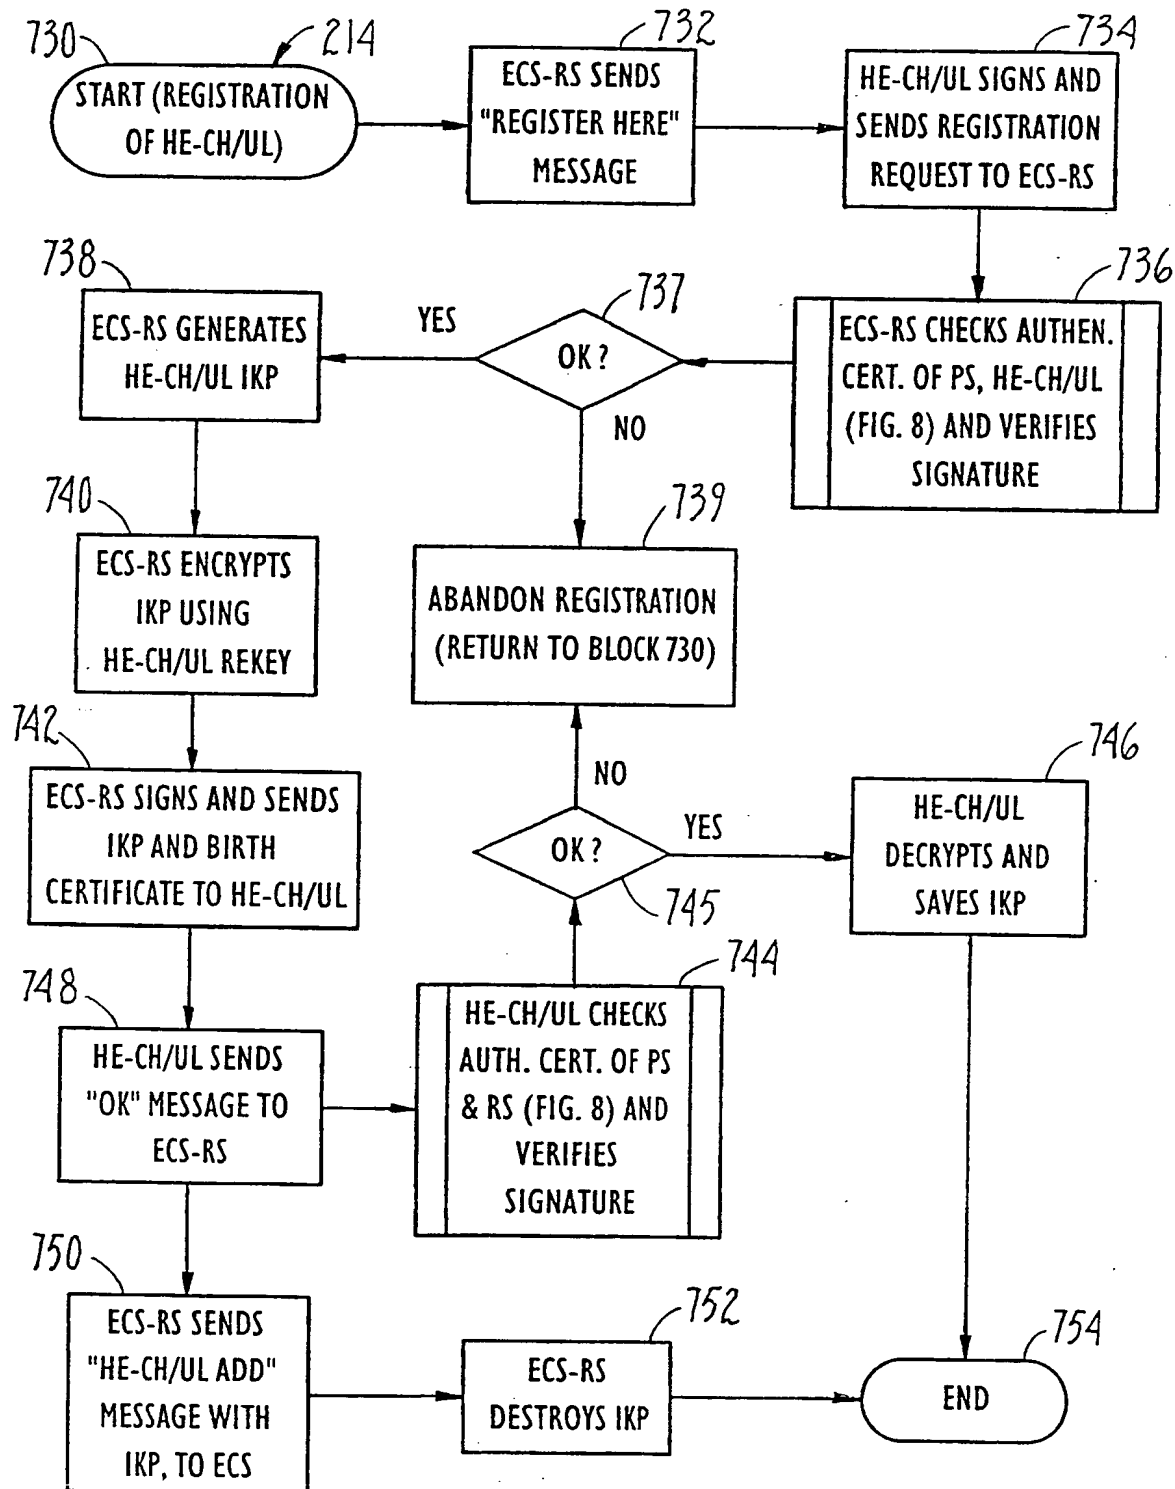 730
214
START (REGISTRATION
OF HE-CH/UL)
732
ECS-RS SENDS
"REGISTER HERE"
MESSAGE
734
HE-CH/UL SIGNS AND
SENDS REGISTRATION
REQUEST TO ECS-RS
736
ECS-RS CHECKS AUTHEN.
CERT. OF PS, HE-CH/UL
(FIG. 8) AND VERIFIES
SIGNATURE
737
OK?
YES
NO
738
ECS-RS GENERATES
HE-CH/UL IKP
739
ABANDON REGISTRATION
(RETURN TO BLOCK 730)
740
ECS-RS ENCRYPTS
IKP USING
HE-CH/UL REKEY
742
ECS-RS SIGNS AND SENDS
IKP AND BIRTH
CERTIFICATE TO HE-CH/UL
NO
OK?
YES
745
746
HE-CH/UL
DECRYPTS AND
SAVES IKP
748
HE-CH/UL SENDS
"OK" MESSAGE TO
ECS-RS
744
HE-CH/UL CHECKS
AUTH. CERT. OF PS
& RS (FIG. 8) AND
VERIFIES
SIGNATURE
750
ECS-RS SENDS
"HE-CH/UL ADD"
MESSAGE WITH
IKP, TO ECS
752
ECS-RS
DESTROYS IKP
754
END